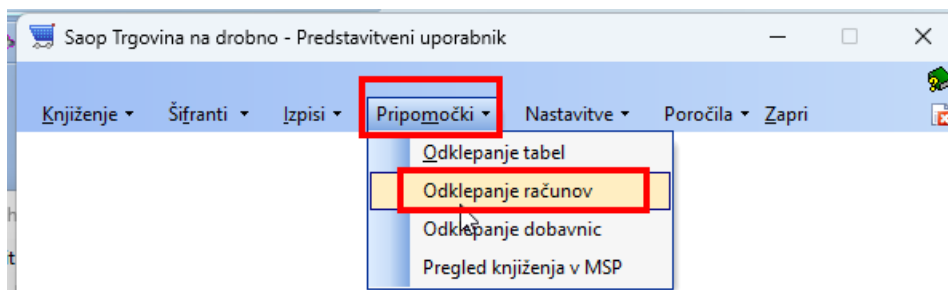 Saop Trgovina na drobno - Predstavitveni uporabnik
Knjiženje Šifranti Izpisi Pripomočki Nastavitve Poročila Zapri
Odklepanje tabel
Odklepanje računov
Odklepanje dobavnic
Pregled knjiženja v MSP